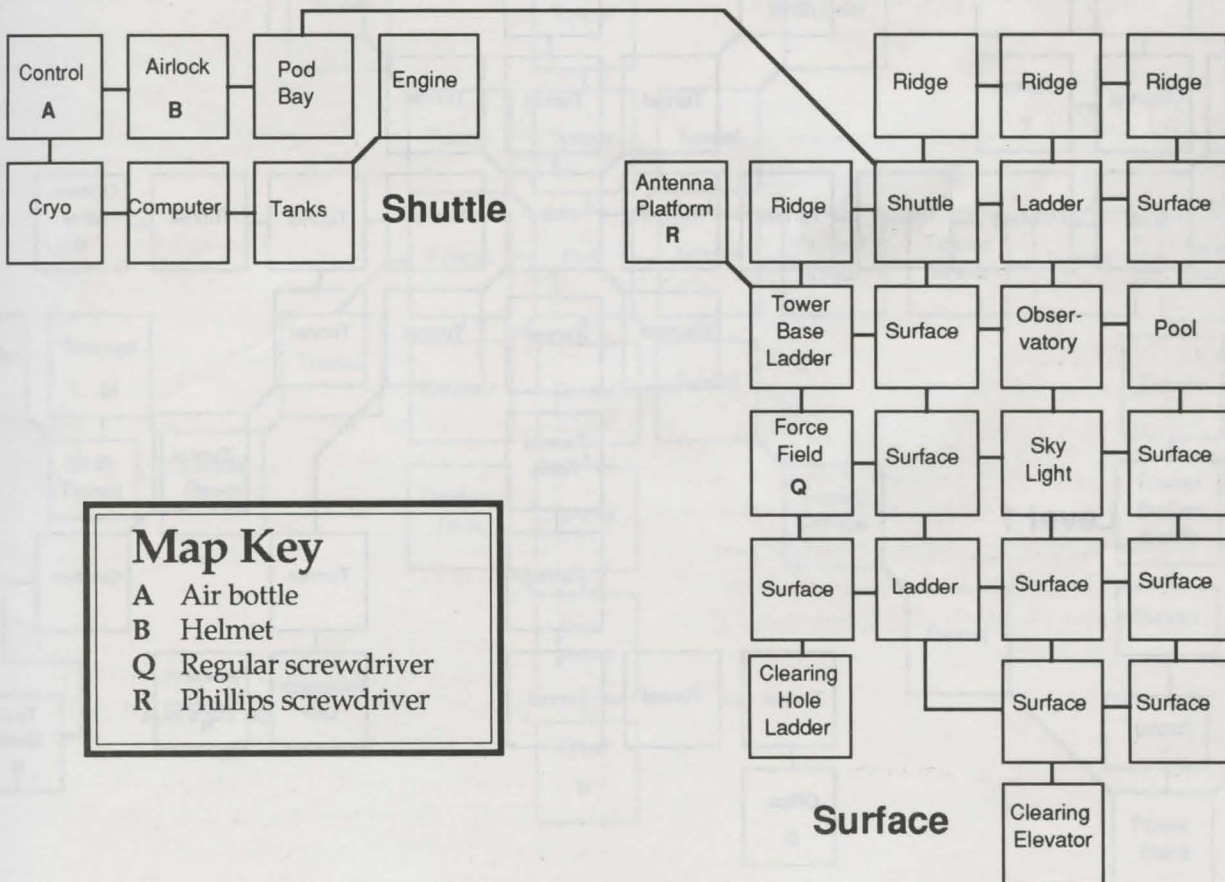 Control
A
Airlock
B
Pod
Bay
Engine
Ridge
Ridge
Ridge
Cryo
Computer
Tanks
Shuttle
Antenna
Platform
R
Ridge
Shuttle
Ladder
Surface
Tower
Base
Ladder
Surface
Obser-
vatory
Pool
Force
Field
Q
Surface
Sky
Light
Surface
Map Key
A Air bottle
B Helmet
Q Regular screwdriver
R Phillips screwdriver
Surface
Ladder
Surface
Surface
Clearing
Hole
Ladder
Surface
Surface
Surface
Clearing
Elevator